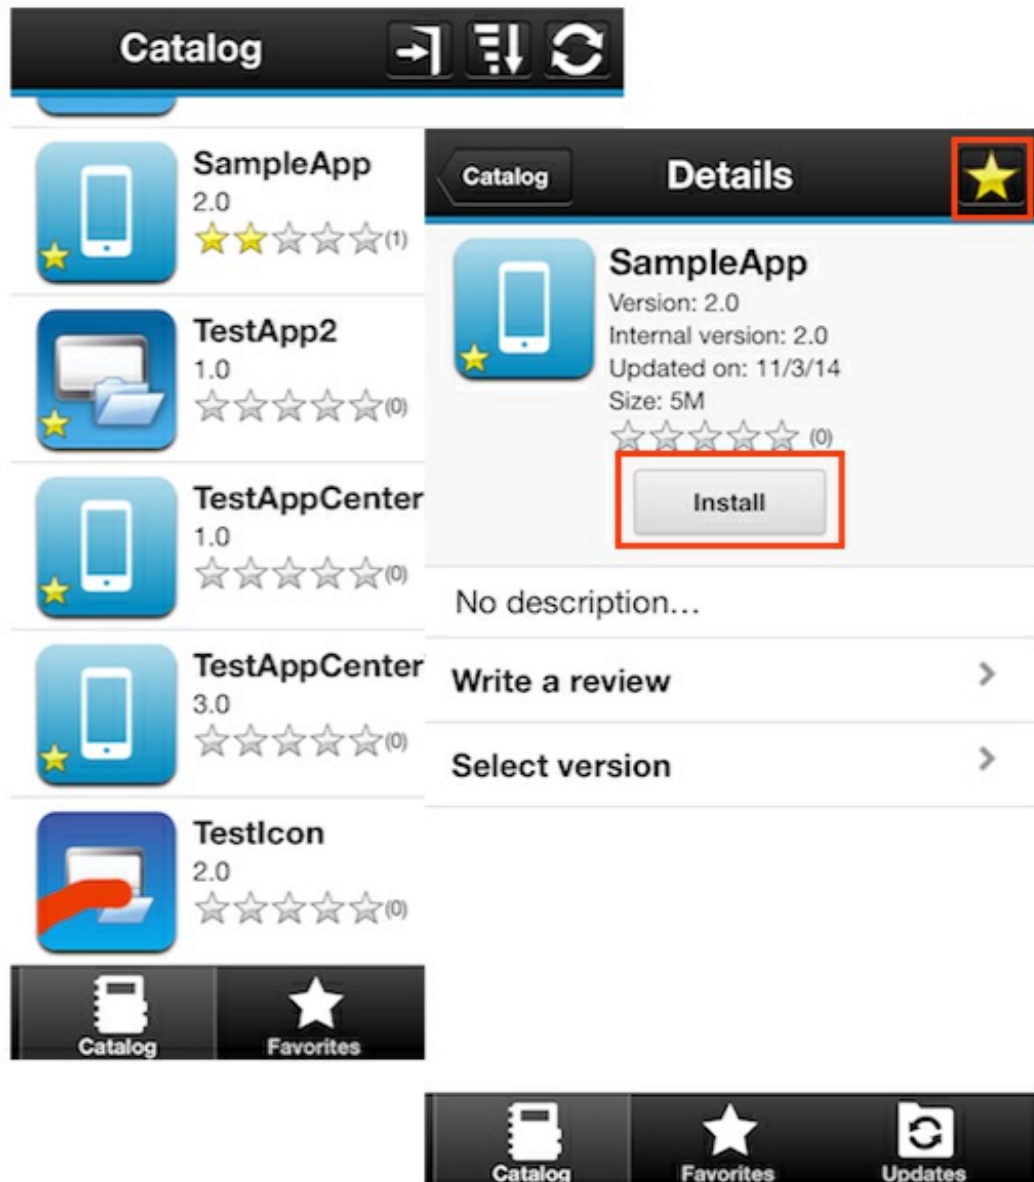 Catalog
SampleApp
2.0
(1)
TestApp2
1.0
(0)
TestAppCenter
1.0
(0)
TestAppCenter
3.0
(0)
TestIcon
2.0
(0)
Catalog
Favorites
Catalog
Details
SampleApp
Version: 2.0
Internal version: 2.0
Updated on: 11/3/14
Size: 5M
(0)
Install
No description...
Write a review
Select version
Catalog
Favorites
Updates